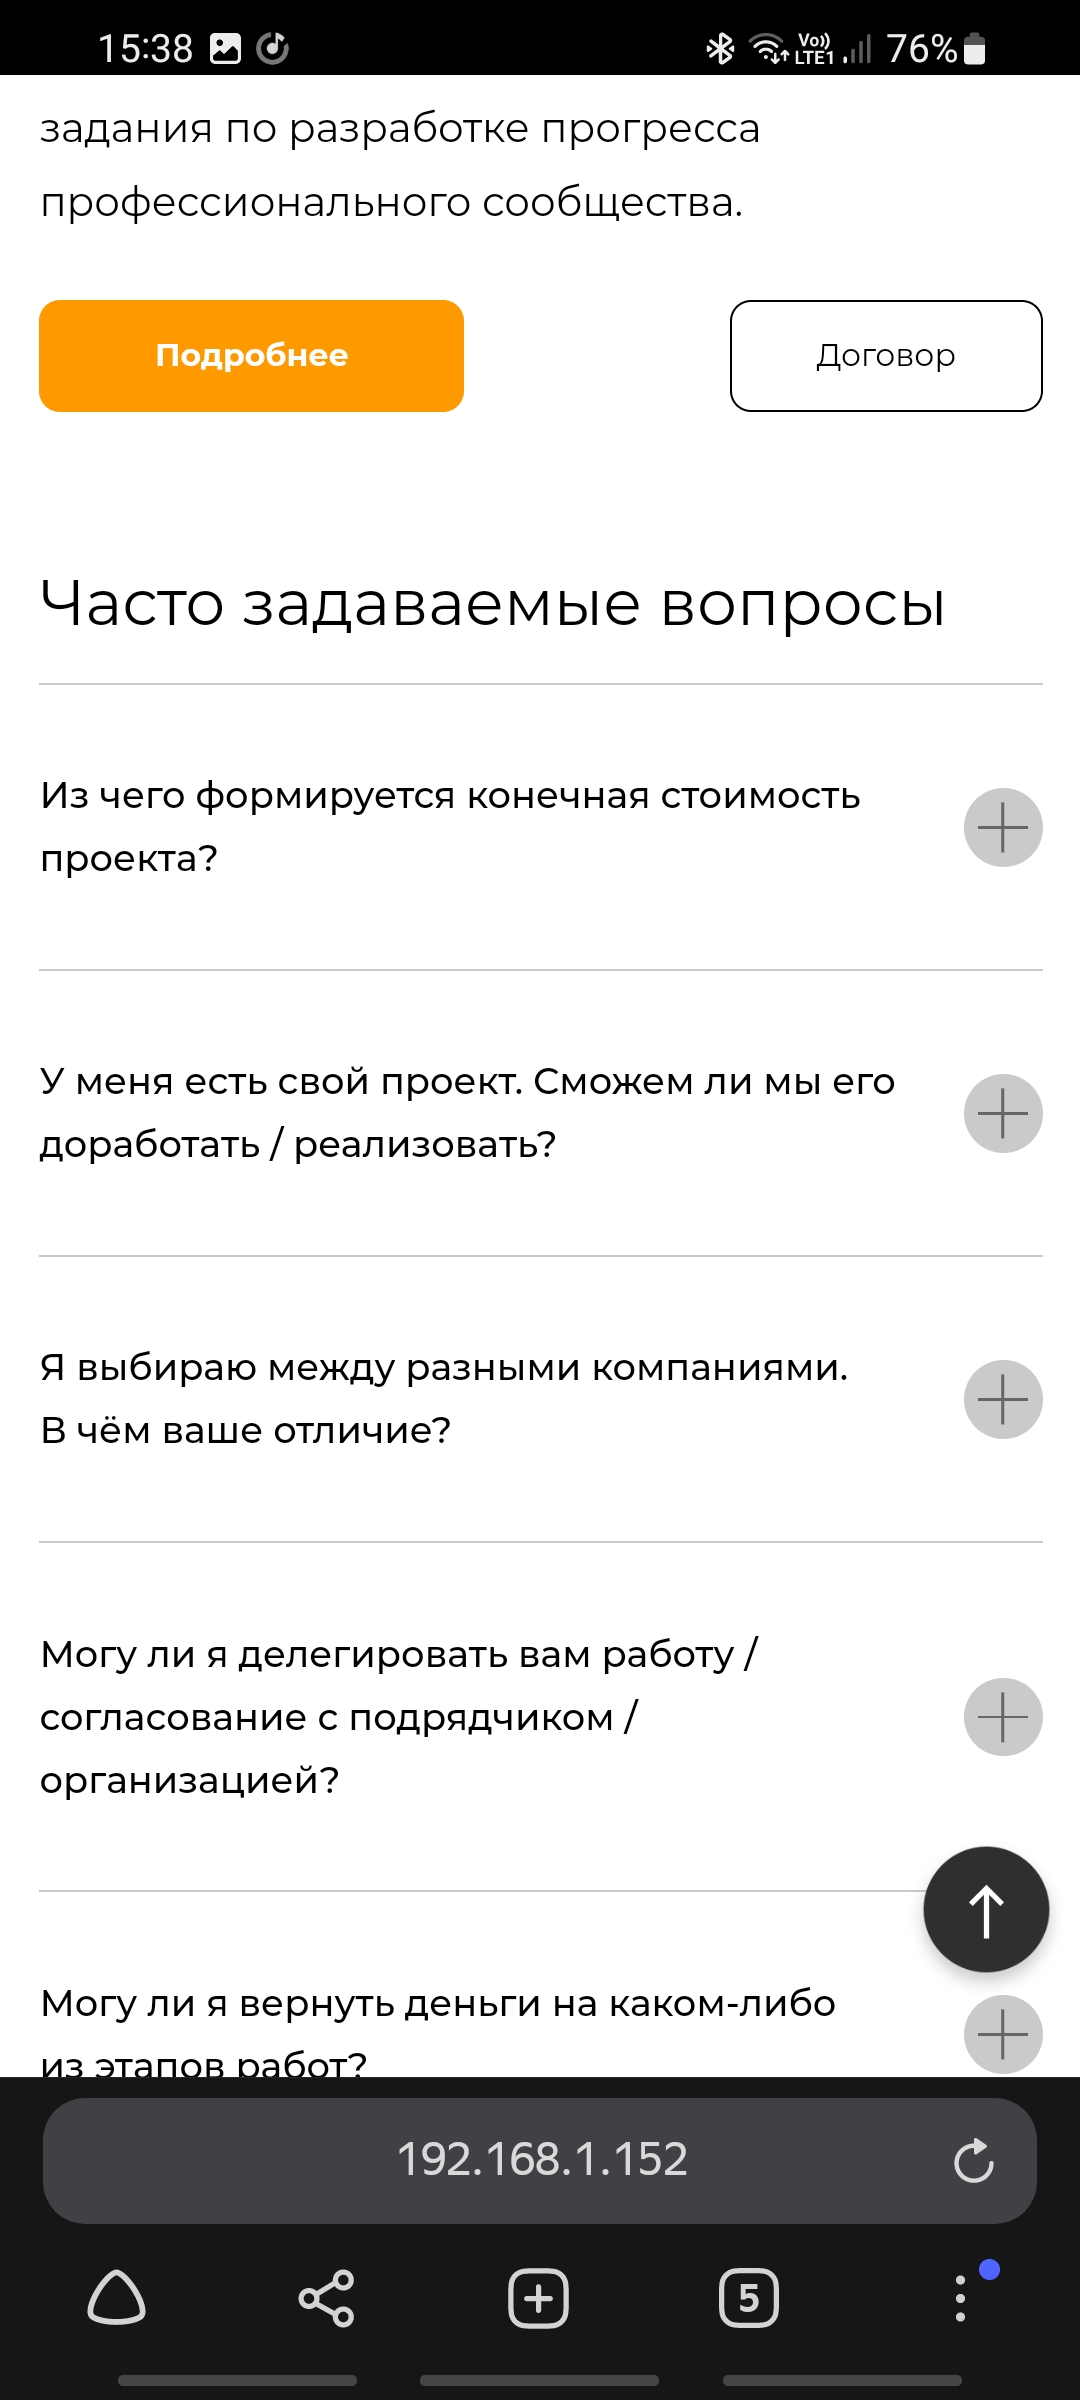 15:38
Vo)) LTE1 76%
задания по разработке прогресса
профессионального сообщества.
Подробнее
Договор
Часто задаваемые вопросы
Из чего формируется конечная стоимость
проекта?
У меня есть свой проект. Сможем ли мы его
доработать / реализовать?
Я выбираю между разными компаниями.
В чём ваше отличие?
Могу ли я делегировать вам работу /
согласование с подрядчиком /
организацией?
Могу ли я вернуть деньги на каком-либо
из этапов работ?
192.168.1.152
5